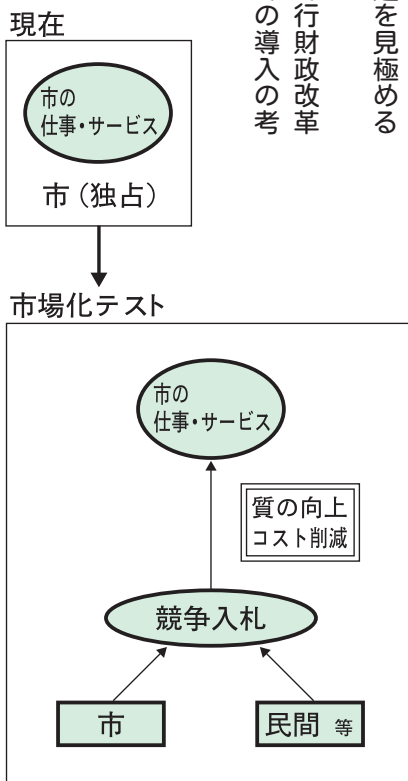 を見極める
行財政改革
の導入の考
現在
市の
仕事・サービス
市（独占）
市場化テスト
市の
仕事・サービス
質の向上
コスト削減
競争入札
市
民間 等